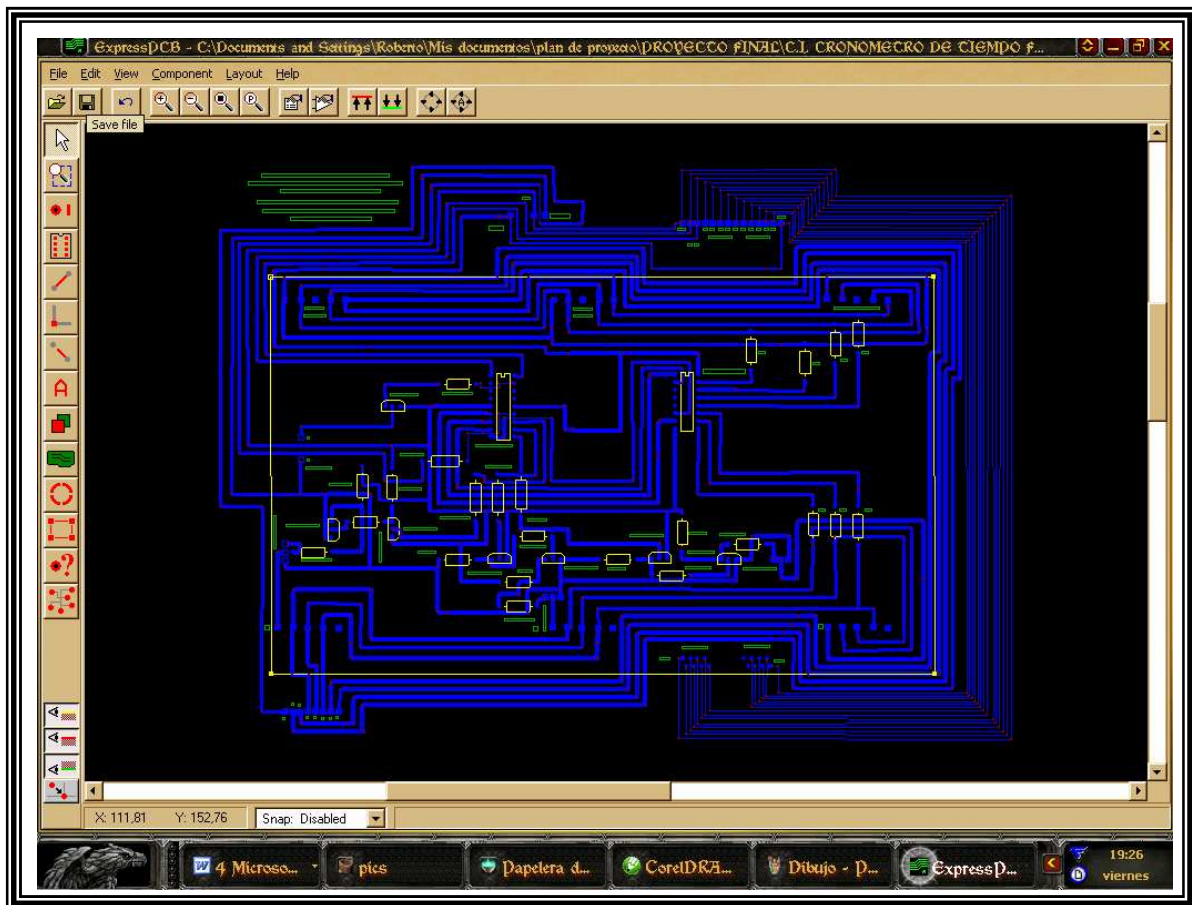 ExpressPCB - C:\Documents and Settings\Roberto\Mis documentos\plan de proyecto\PROYECTO FINAL\C.I. CRONOMETRO DE TIEMPO F...
File Edit View Component Layout Help
Save file
X: 111,81 Y: 152,76 Snap: Disabled
4 Microso... pics Papelera d... CorelDRA... Dibujo - P... ExpressP... 19:26
viernes